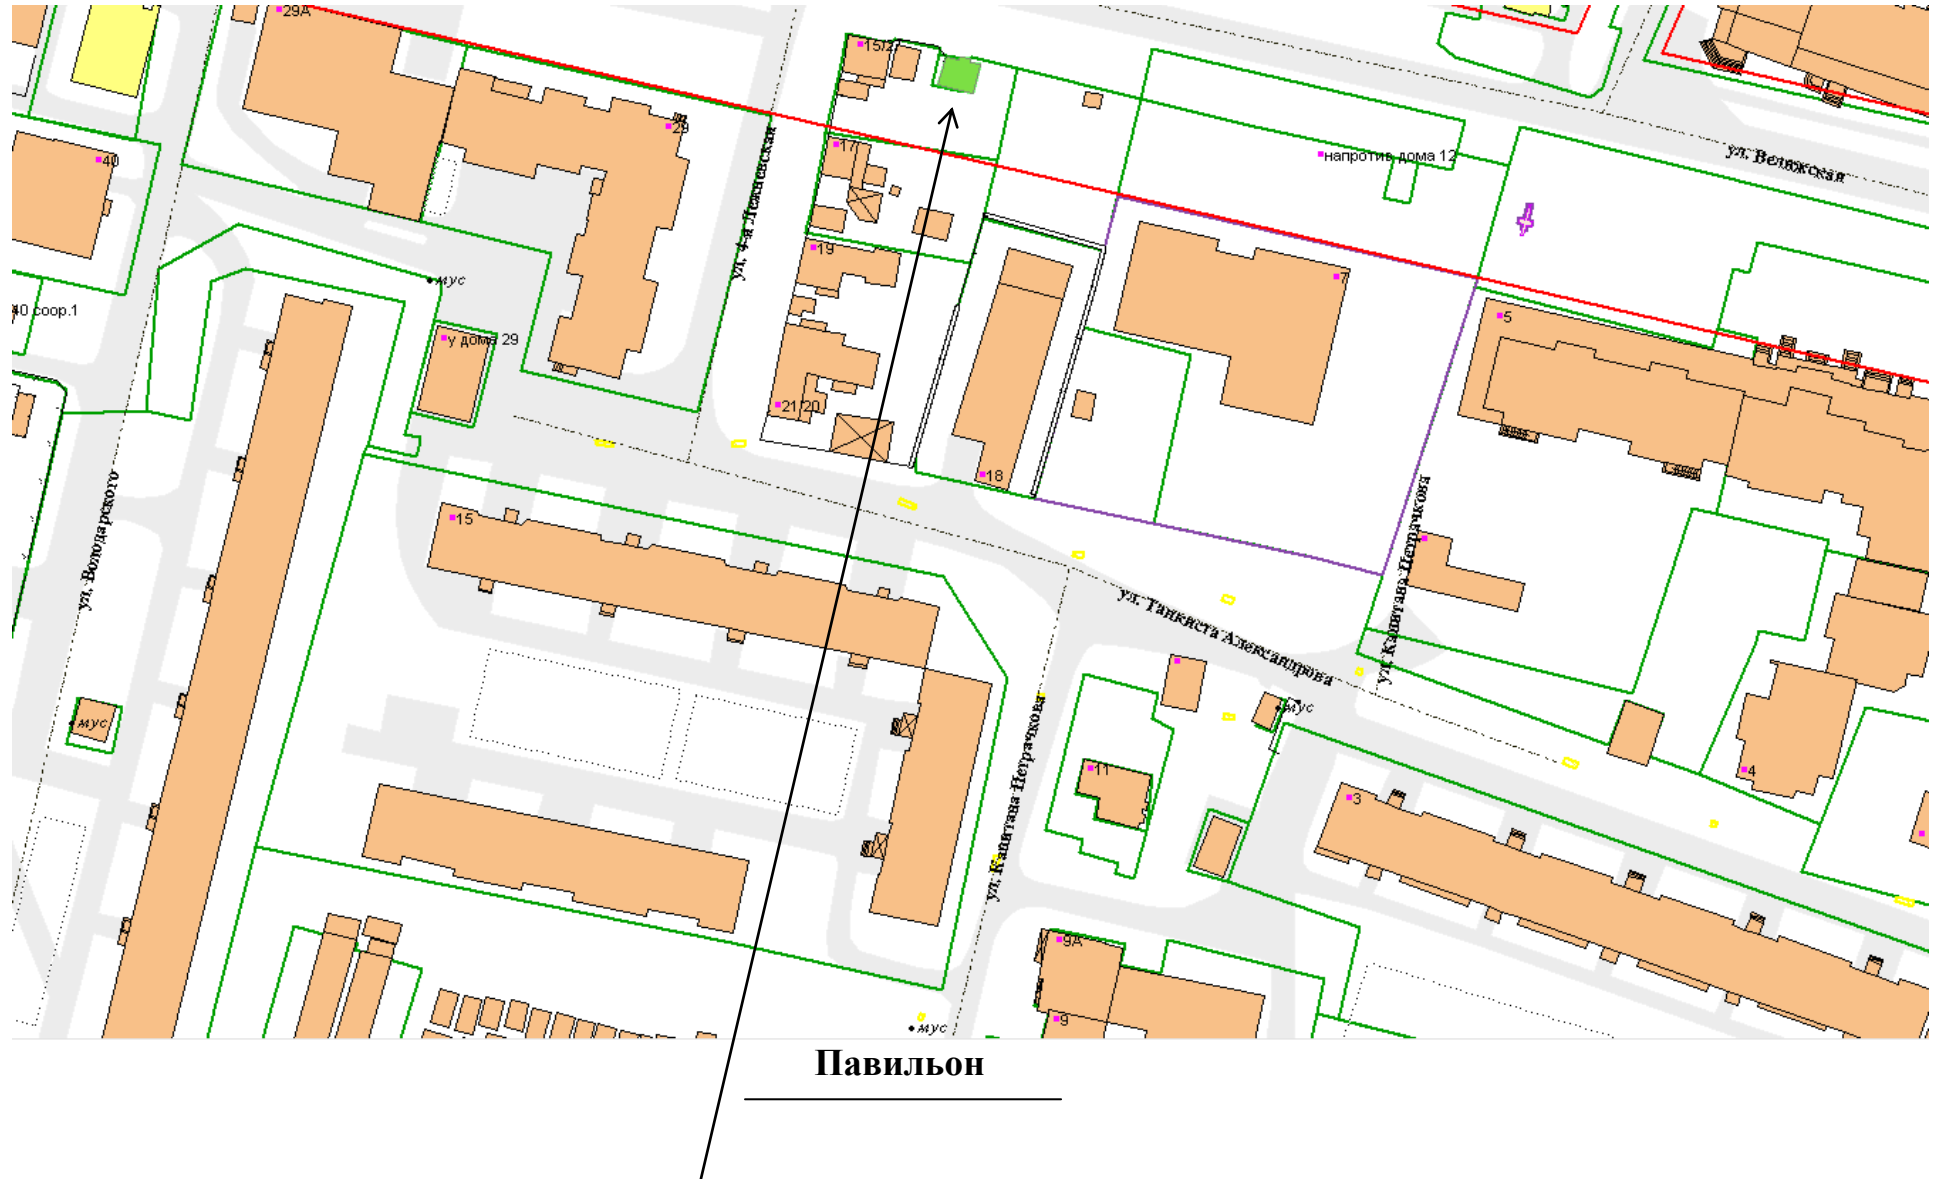 29А
15/2
29
17
40
напротив дома 12
ул. Велижская
ул. 4-я Лежневская
19
мус
7
40 соор.1
5
у дома 29
21/20
18
15
ул. Володарского
ул. Капитана Петрачкова
ул. Танкиста Александрова
мус
мус
ул. Капитана Петрачкова
11
4
3
9А
9
мус
Павильон